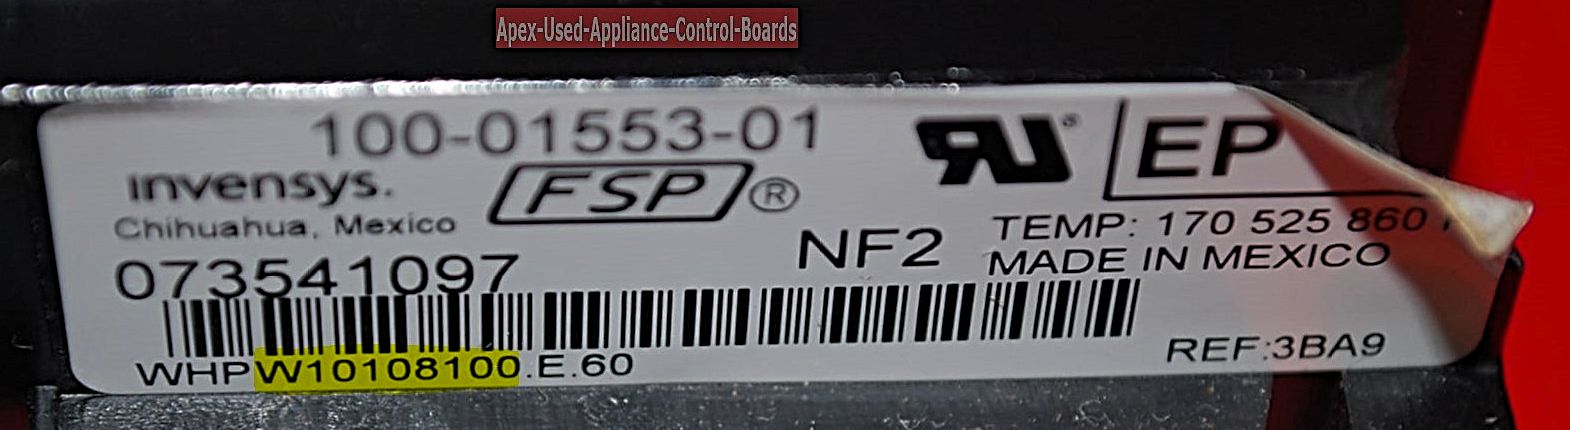 Apex-Used-Appliance-Control-Boards
100-01553-01
invensys.
FSP®
Chihuahua, Mexico
EP
TEMP: 170 525 860
NF2
MADE IN MEXICO
073541097
WHPW10108100.E.60
REF:3BA9